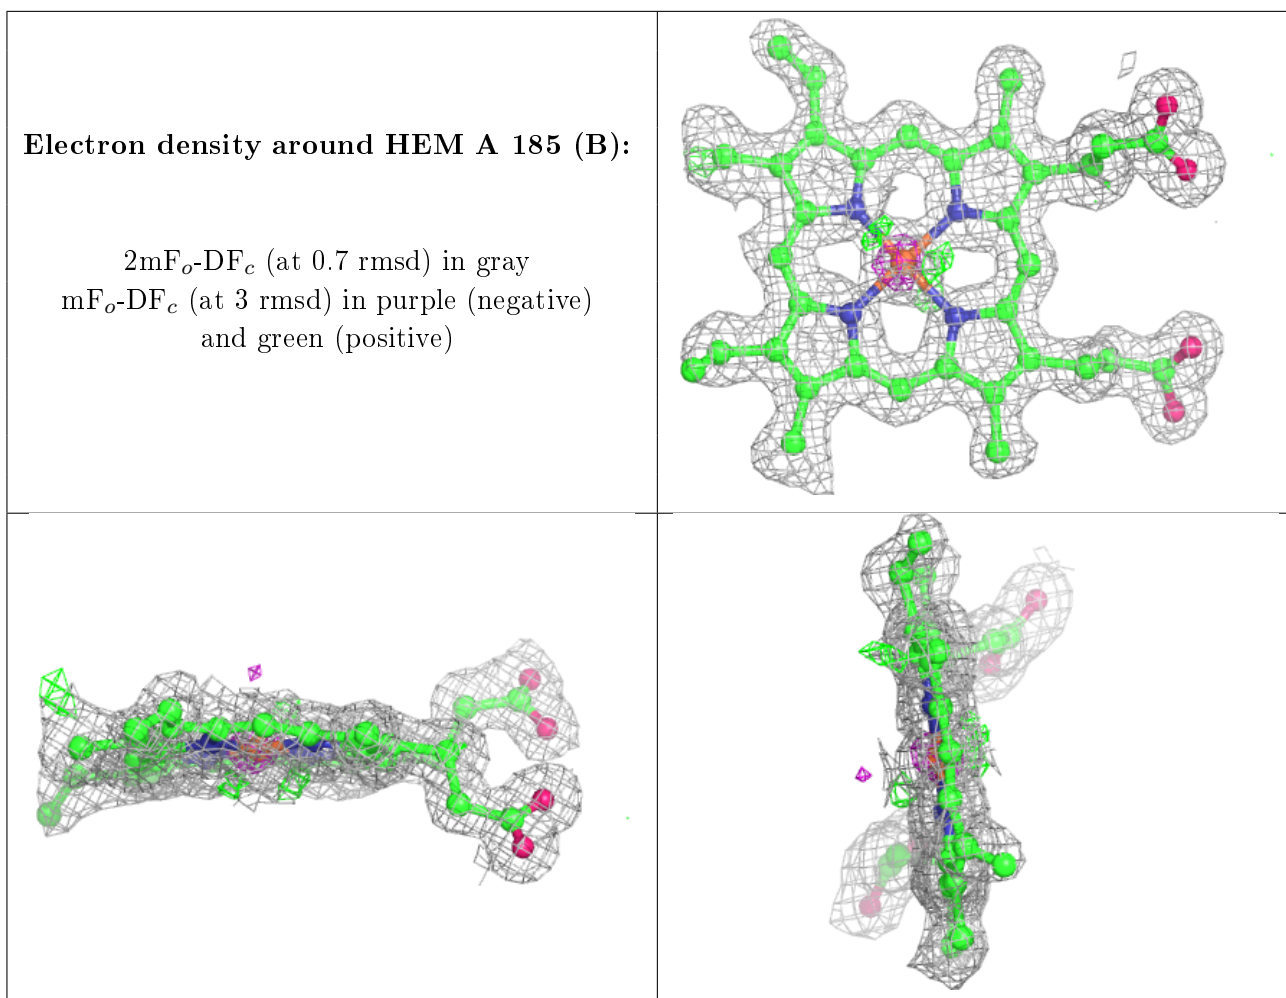 Electron density around HEM A 185 (B):
2mFₒ-DF𝒸 (at 0.7 rmsd) in gray
mFₒ-DF𝒸 (at 3 rmsd) in purple (negative)
and green (positive)